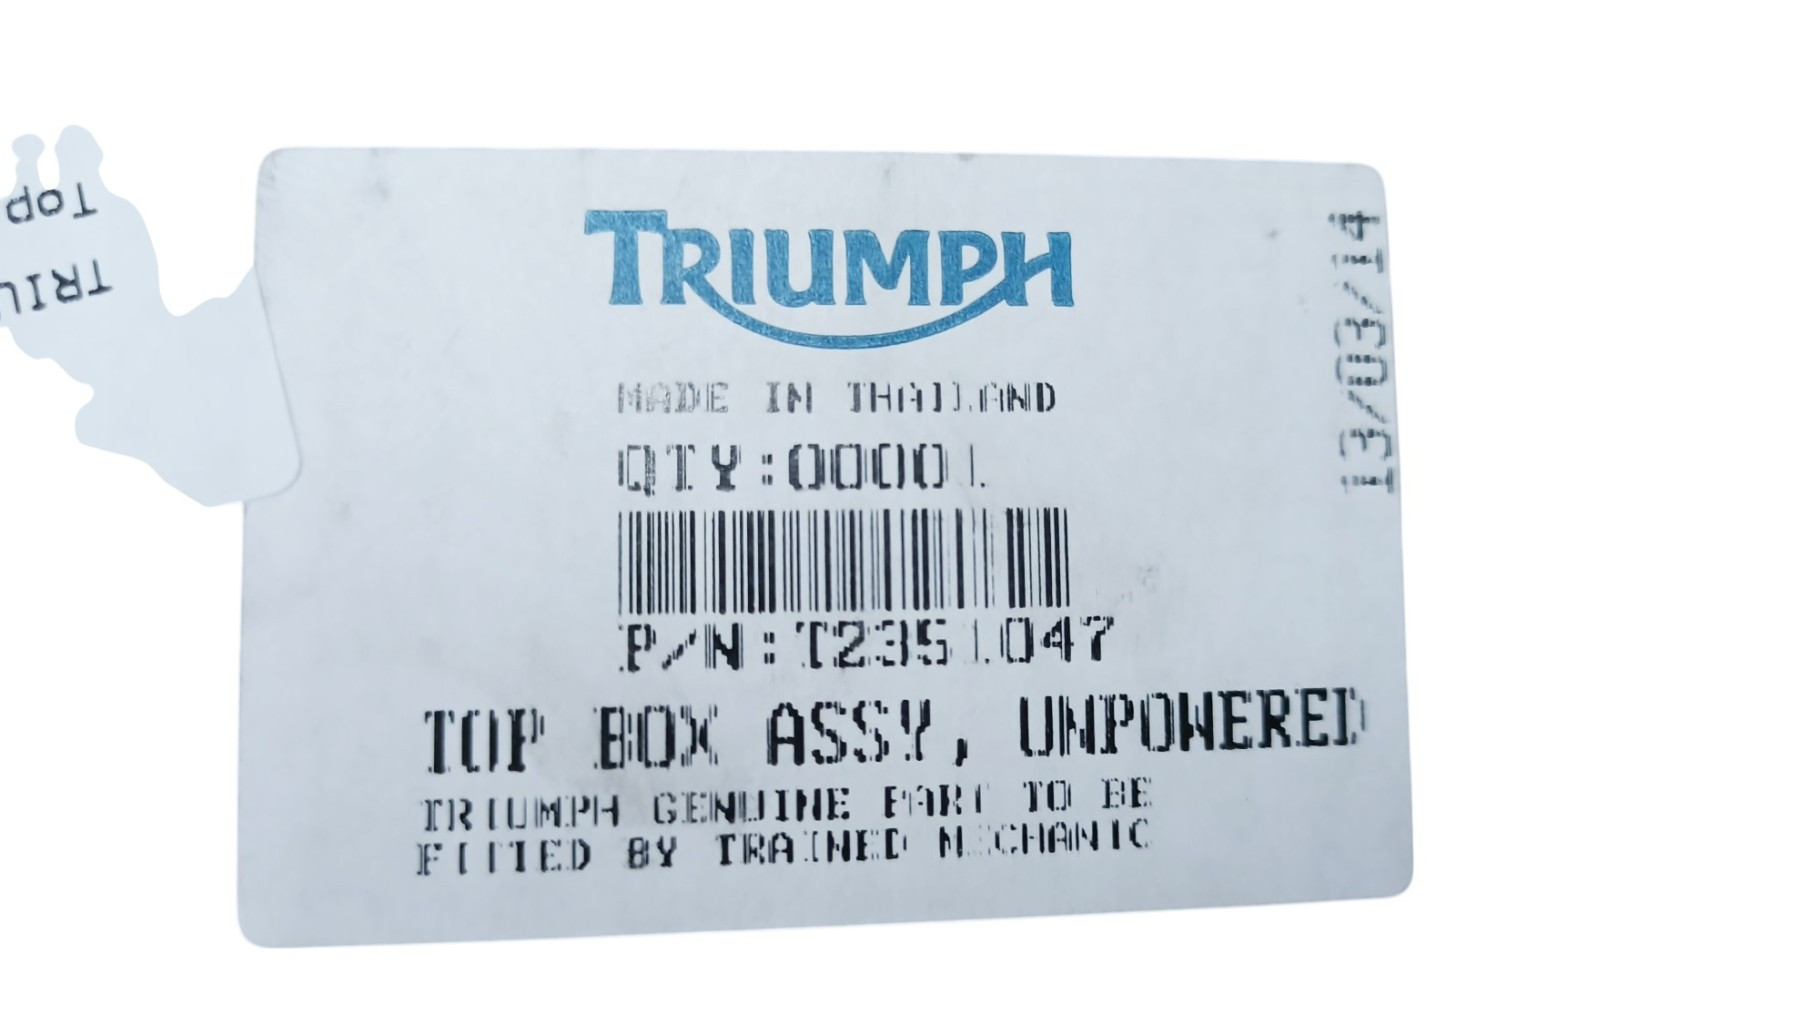 TRIUMPH
MADE IN THAILAND
QTY:00001
P/N:T2351047
TOP BOX ASSY, UNPOWERED
TRIUMPH GENUINE PART TO BE
FITTED BY TRAINED MECHANIC
13/03/14
Top